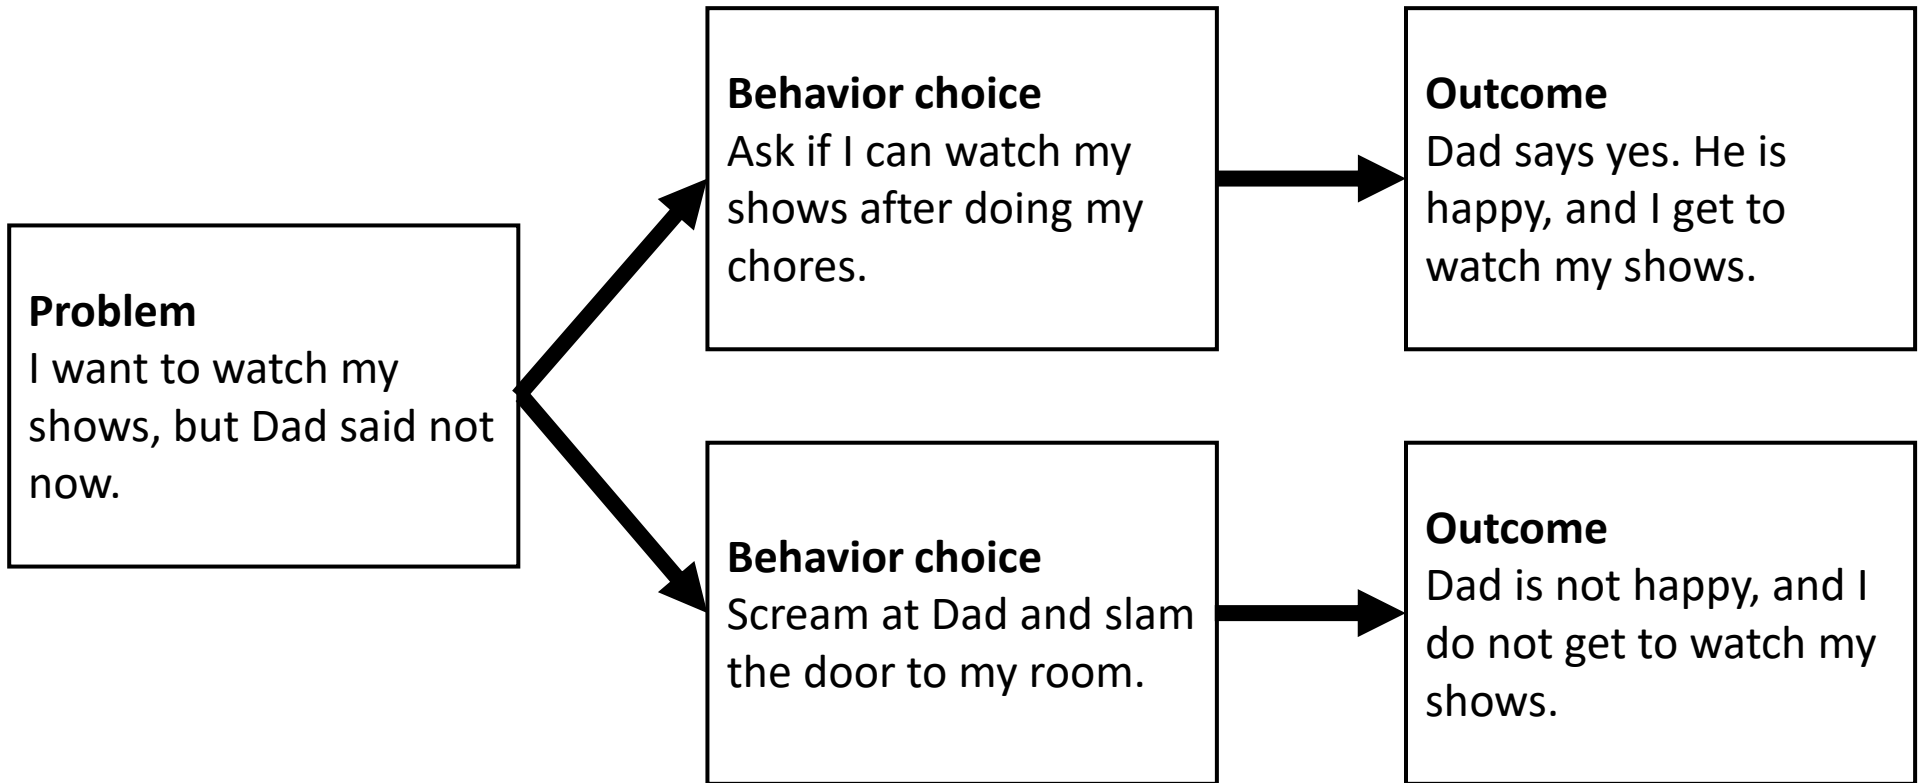 Problem
I want to watch my
shows, but Dad said not
now.
Behavior choice
Ask if I can watch my
shows after doing my
chores.
Outcome
Dad says yes. He is
happy, and I get to
watch my shows.
Behavior choice
Scream at Dad and slam
the door to my room.
Outcome
Dad is not happy, and I
do not get to watch my
shows.